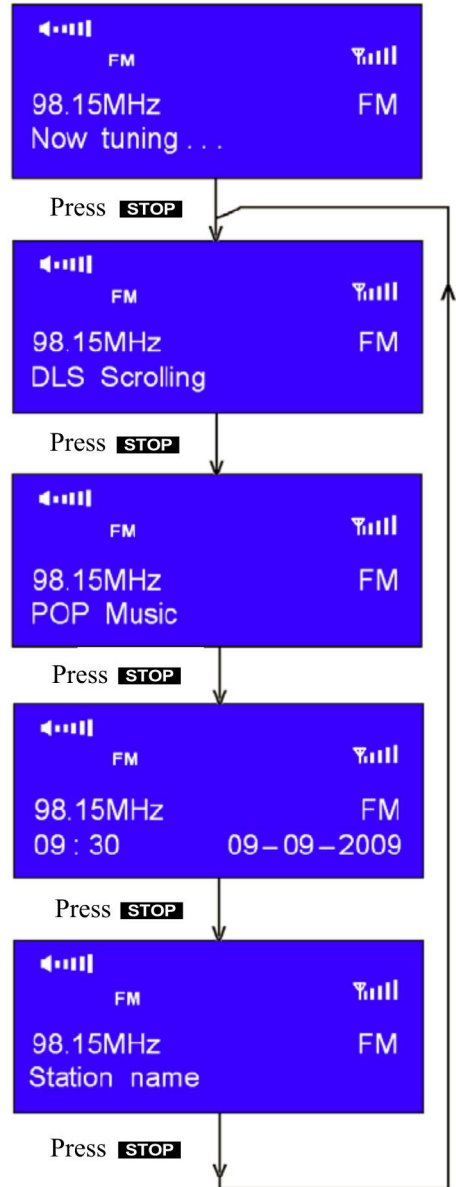 FM
98.15MHz FM
Now tuning ...
Press STOP
FM
98.15MHz FM
DLS Scrolling
Press STOP
FM
98.15MHz FM
POP Music
Press STOP
FM
98.15MHz FM
09 : 30 09-09-2009
Press STOP
FM
98.15MHz FM
Station name
Press STOP